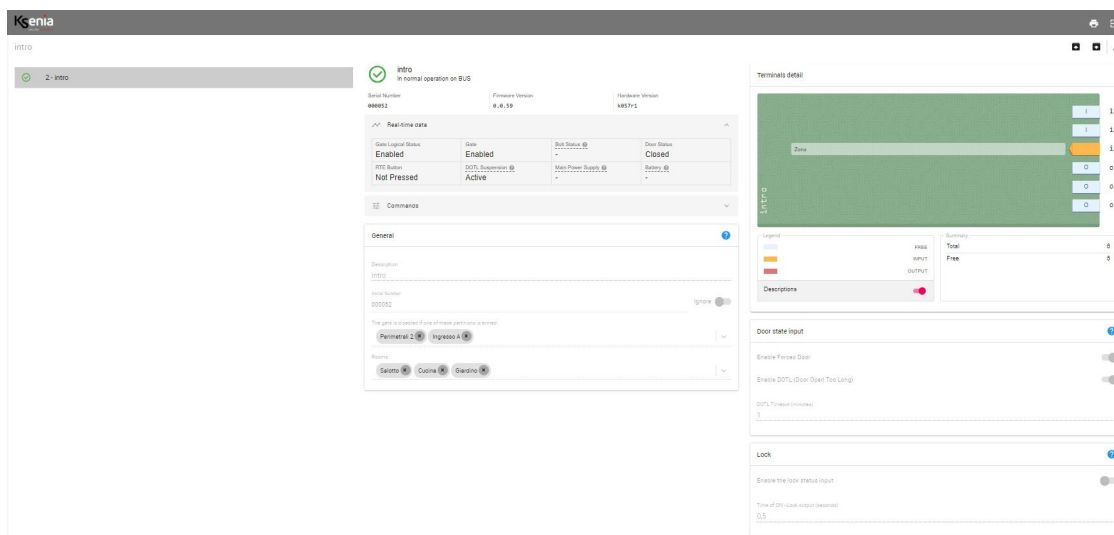 Ksenia
intro
2 - intro
intro
In normal operation on BUS
Serial Number
Firmware Version
Hardware Version
000052
0.0.59
k057r1
Real-time data
Gate Logical Status
Gate
Bolt Status
Door Status
Enabled
Enabled
-
Closed
RTE Button
DOTL Suspension
Main Power Supply
Battery
Not Pressed
Active
-
-
Commands
General
Description
intro
Serial Number
000052
Ignore
The gate is disabled if one of these partitions is armed
Perimetrali 2
Ingresso A
Rooms
Salotto
Cucina
Giardino
Terminals detail
I
I
Zona
O
O
O
intro
Legend
FREE
INPUT
OUTPUT
Descriptions
Summary
Total
6
Free
5
Door state input
Enable Forced Door
Enable DOTL (Door Open Too Long)
DOTL Timeout (minutes)
1
Lock
Enable the lock status input
Time of SW-Lock output (seconds)
0.5